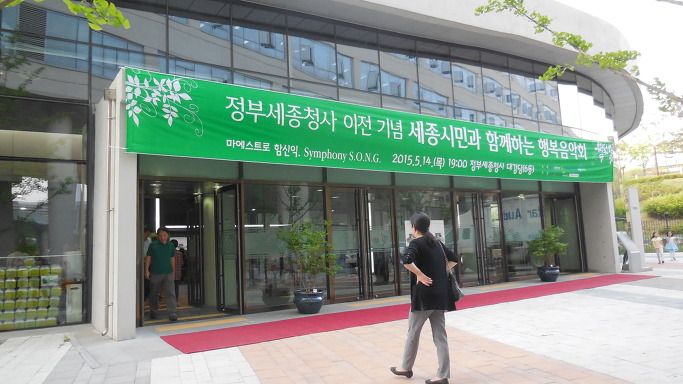 정부세종청사 이전 기념 세종시민과 함께하는 행복음악회
마에스트로 함신익, Symphony S.O.N.G. 2015.5.14.(목) 19:00 정부세종청사 대강당(6동)